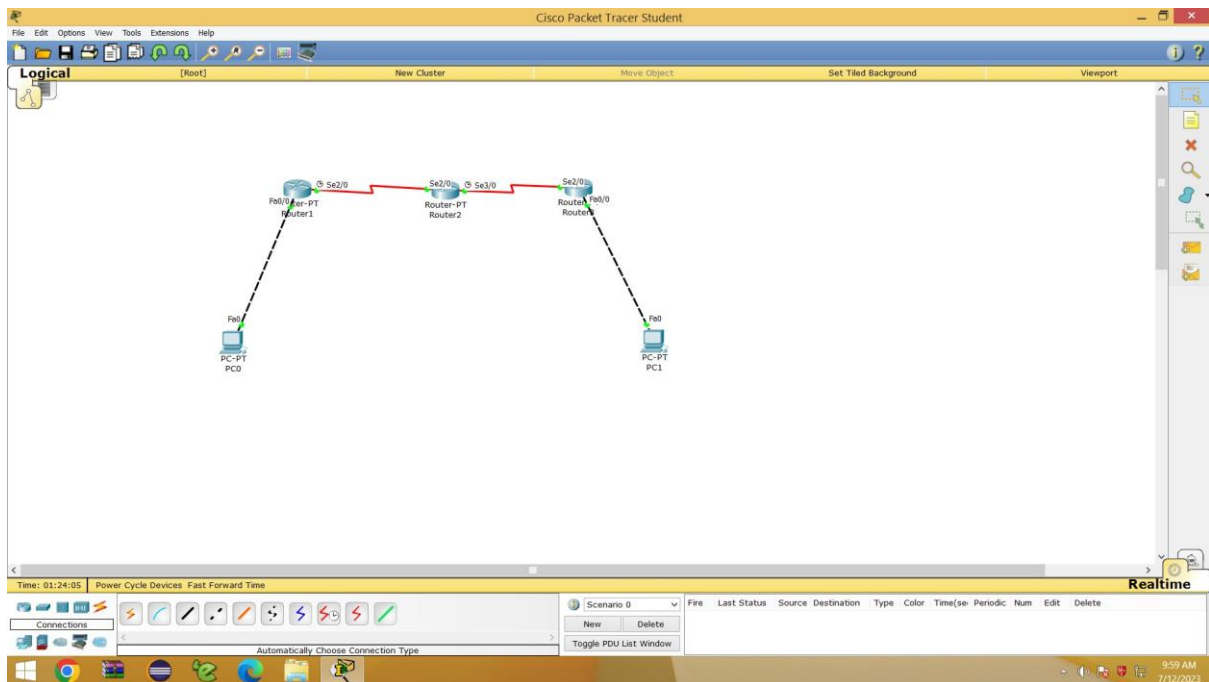 Cisco Packet Tracer Student
File Edit Options View Tools Extensions Help
Logical [Root] New Cluster Move Object Set Tiled Background Viewport
Se2/0 Se2/0 Se3/0 Se2/0
Fa0/0 Router-PT Fa0/0
Router1 Router2
Fa0 Fa0
PC-PT PC-PT
PC0 PC1
Time: 01:24:05 Power Cycle Devices Fast Forward Time Realtime
Scenario 0 Fire Last Status Source Destination Type Color Time(se Periodic Num Edit Delete
Connections New Delete
Toggle PDU List Window
Automatically Choose Connection Type
9:59 AM
7/12/2023